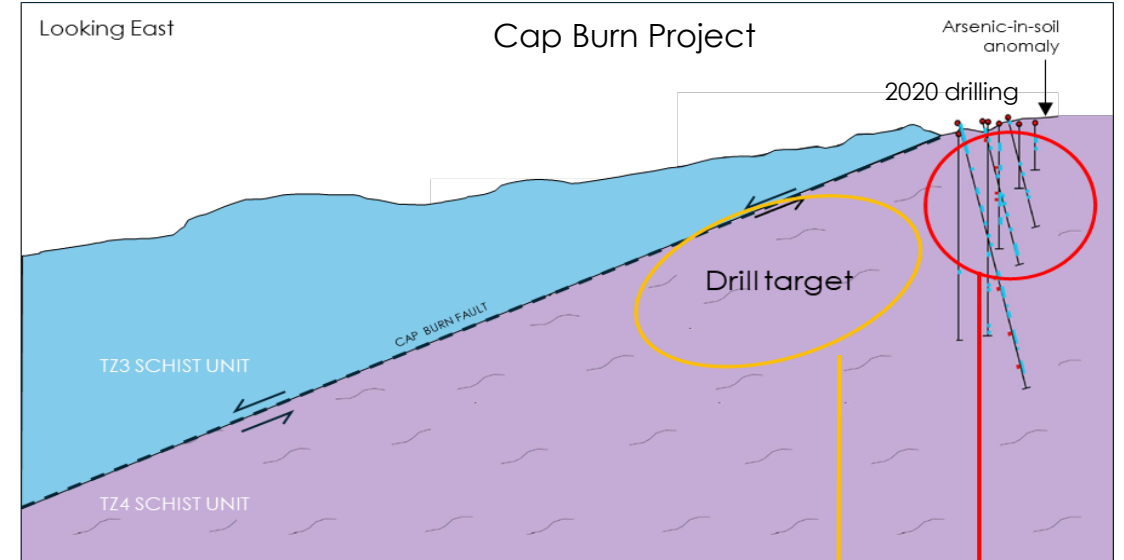 Looking East
Cap Burn Project
Arsenic-in-soil
anomaly
2020 drilling
Drill target
CAP BURN FAULT
TZ3 SCHIST UNIT
TZ4 SCHIST UNIT